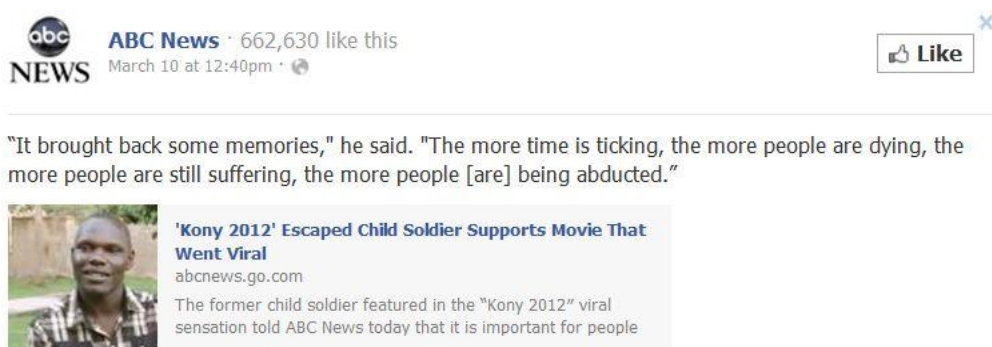 abc
NEWS
ABC News · 662,630 like this
March 10 at 12:40pm ·
Like
“It brought back some memories," he said. "The more time is ticking, the more people are dying, the
more people are still suffering, the more people [are] being abducted.”
'Kony 2012' Escaped Child Soldier Supports Movie That
Went Viral
abcnews.go.com
The former child soldier featured in the “Kony 2012” viral
sensation told ABC News today that it is important for people